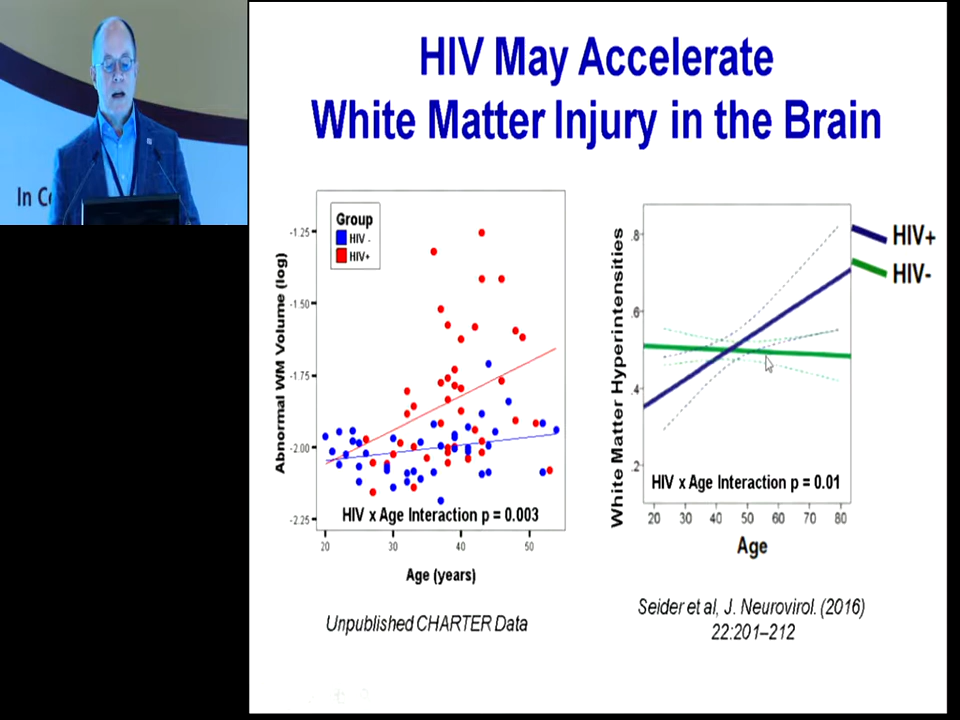 In Ce
HIV May Accelerate
White Matter Injury in the Brain
Group
HIV -
HIV+
Abnormal WM Volume (log)
-1.25
-1.50
-1.75
-2.00
-2.25
HIV x Age Interaction p = 0.003
20 30 40 50
Age (years)
Unpublished CHARTER Data
White Matter Hyperintensities
.8
.6
.4
.2
HIV+
HIV-
HIV x Age Interaction p = 0.01
20 30 40 50 60 70 80
Age
Seider et al, J. Neurovirol. (2016)
22:201–212